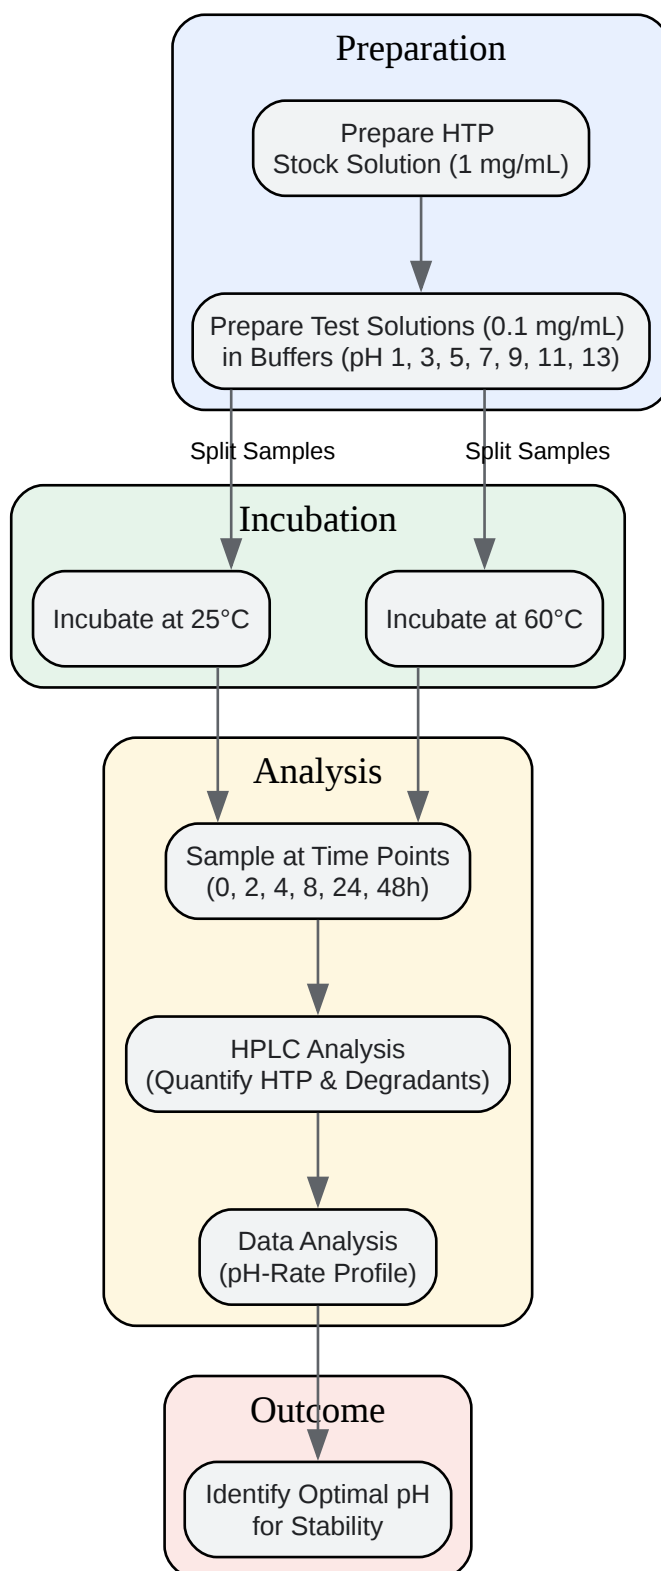 Preparation
Prepare HTP
Stock Solution (1 mg/mL)
Prepare Test Solutions (0.1 mg/mL)
in Buffers (pH 1, 3, 5, 7, 9, 11, 13)
Split Samples
Split Samples
Incubation
Incubate at 25°C
Incubate at 60°C
Analysis
Sample at Time Points
(0, 2, 4, 8, 24, 48h)
HPLC Analysis
(Quantify HTP & Degradants)
Data Analysis
(pH-Rate Profile)
Outcome
Identify Optimal pH
for Stability